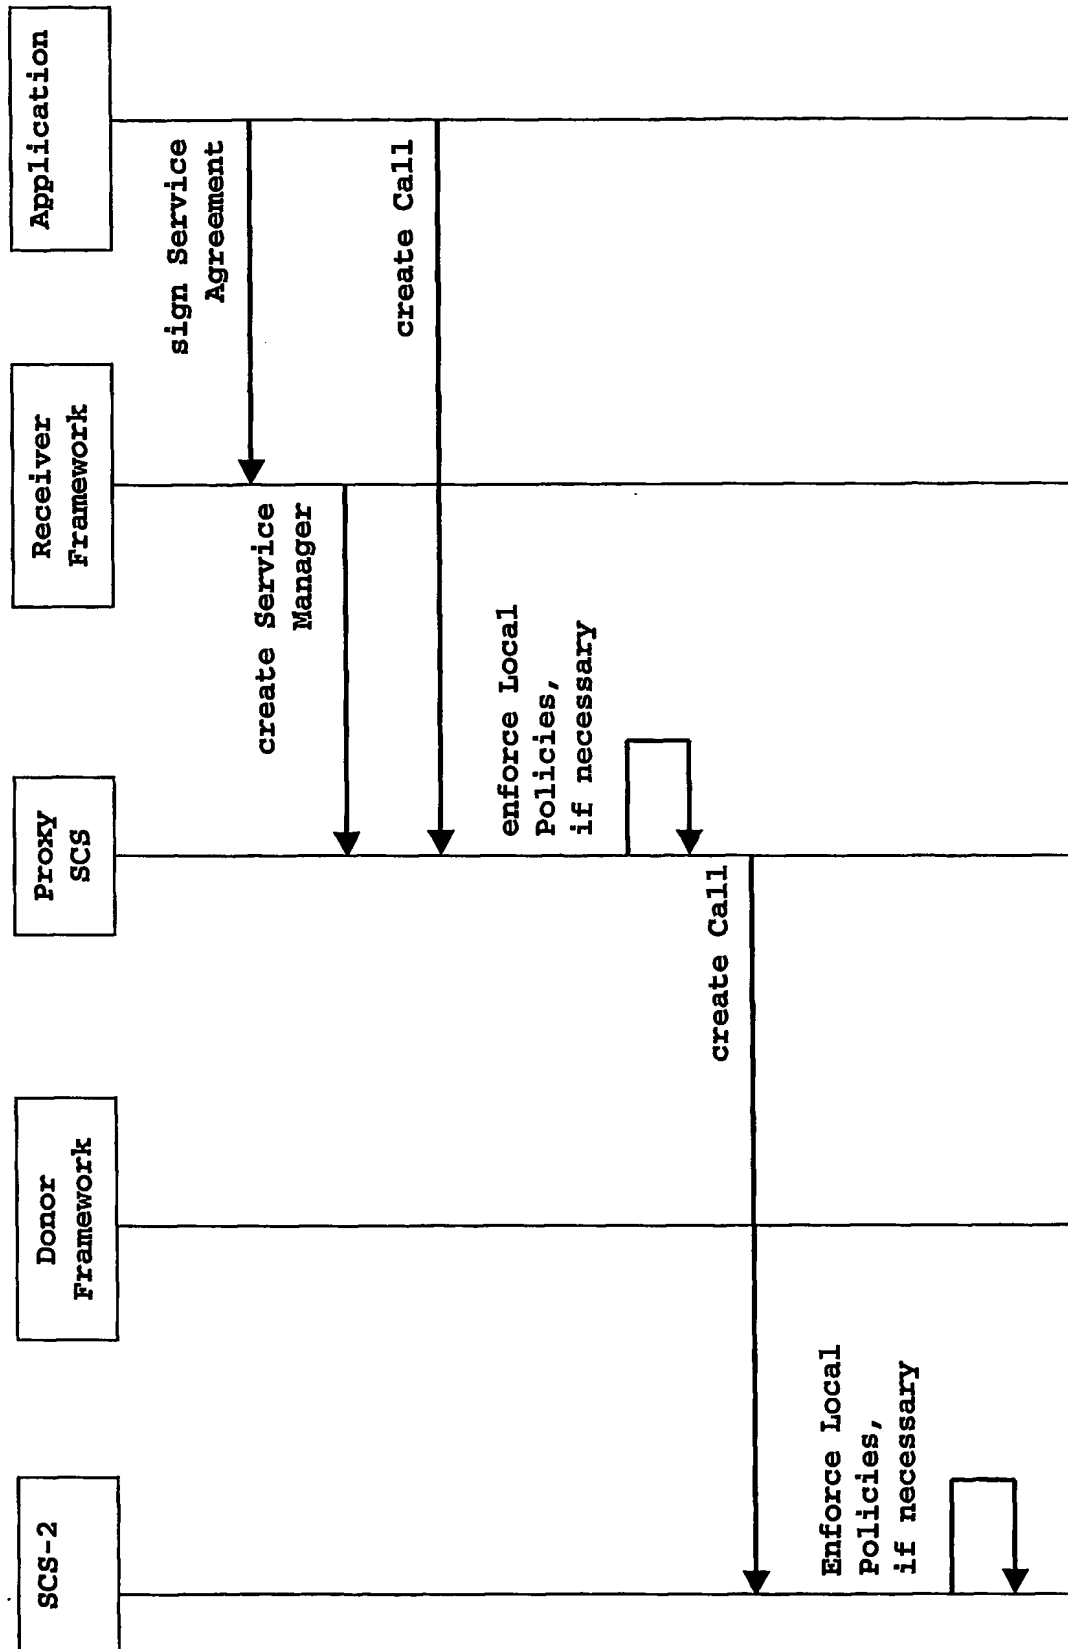 SCS-2
Donor
Framework
Proxy
SCS
Receiver
Framework
Application
sign Service
Agreement
create Service
Manager
create Call
enforce Local
Policies,
if necessary
create Call
Enforce Local
Policies,
if necessary